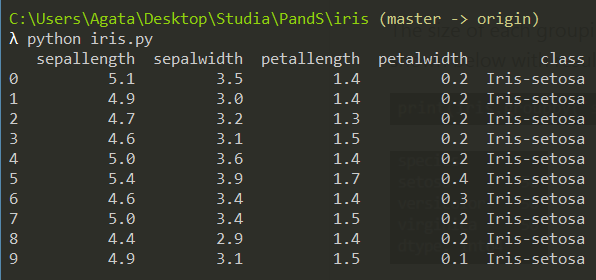 C:\Users\Agata\Desktop\Studia\PandS\iris (master -> origin)
λ python iris.py
sepallength sepalwidth petallength petalwidth class
0 5.1 3.5 1.4 0.2 Iris-setosa
1 4.9 3.0 1.4 0.2 Iris-setosa
2 4.7 3.2 1.3 0.2 Iris-setosa
3 4.6 3.1 1.5 0.2 Iris-setosa
4 5.0 3.6 1.4 0.2 Iris-setosa
5 5.4 3.9 1.7 0.4 Iris-setosa
6 4.6 3.4 1.4 0.3 Iris-setosa
7 5.0 3.4 1.5 0.2 Iris-setosa
8 4.4 2.9 1.4 0.2 Iris-setosa
9 4.9 3.1 1.5 0.1 Iris-setosa